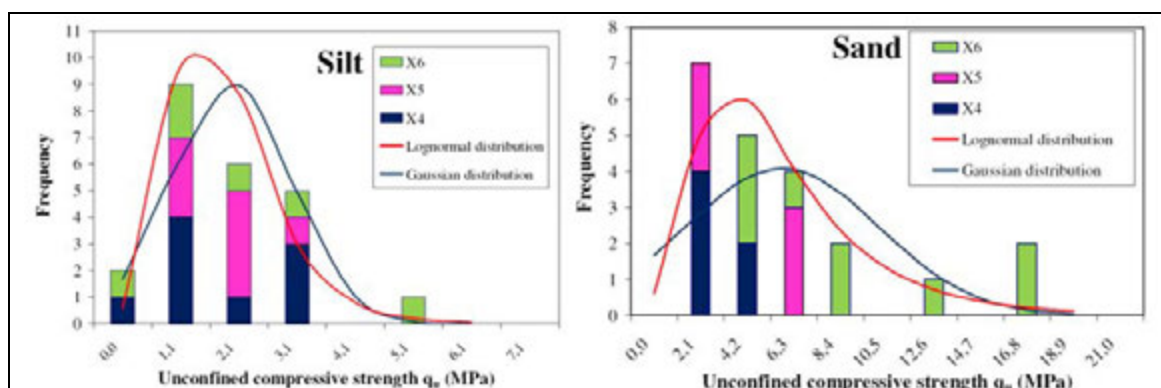 Silt
X6
X5
X4
Lognormal distribution
Gaussian distribution
Frequency
11
10
9
8
7
6
5
4
3
2
1
0
0,0
1,1
2,1
3,1
4,1
5,1
6,1
7,1
Unconfined compressive strength qu (MPa)
Sand
X6
X5
X4
Lognormal distribution
Gaussian distribution
Frequency
8
7
6
5
4
3
2
1
0
0,0
2,1
4,2
6,3
8,4
10,5
12,6
14,7
16,8
18,9
21,0
Unconfined compressive strength qu (MPa)